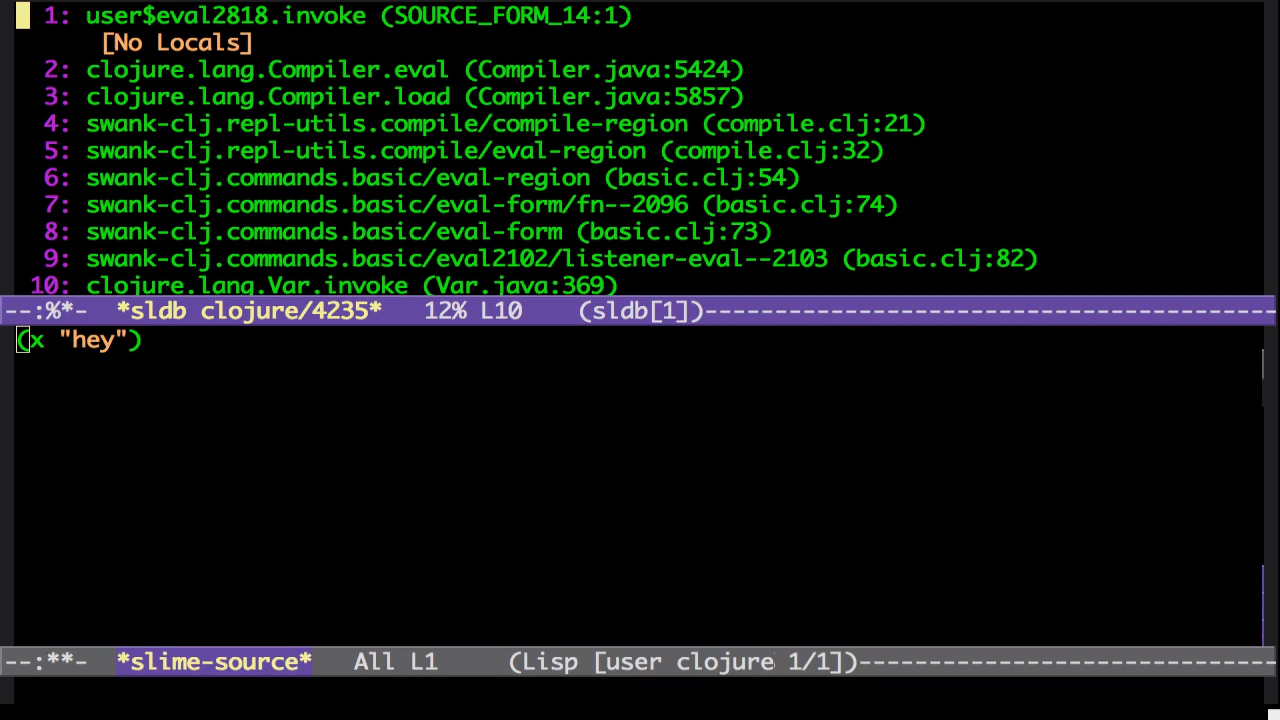 1: user$eval2818.invoke (SOURCE_FORM_14:1)
[No Locals]
2: clojure.lang.Compiler.eval (Compiler.java:5424)
3: clojure.lang.Compiler.load (Compiler.java:5857)
4: swank-clj.repl-utils.compile/compile-region (compile.clj:21)
5: swank-clj.repl-utils.compile/eval-region (compile.clj:32)
6: swank-clj.commands.basic/eval-region (basic.clj:54)
7: swank-clj.commands.basic/eval-form/fn--2096 (basic.clj:74)
8: swank-clj.commands.basic/eval-form (basic.clj:73)
9: swank-clj.commands.basic/eval2102/listener-eval--2103 (basic.clj:82)
10: clojure.lang.Var.invoke (Var.java:369)
--:%*-  *sldb clojure/4235*   12% L10    (sldb[1])-----------------------------------------
(x "hey")
--:**-  *slime-source*   All L1     (Lisp [user clojure 1/1])------------------------------